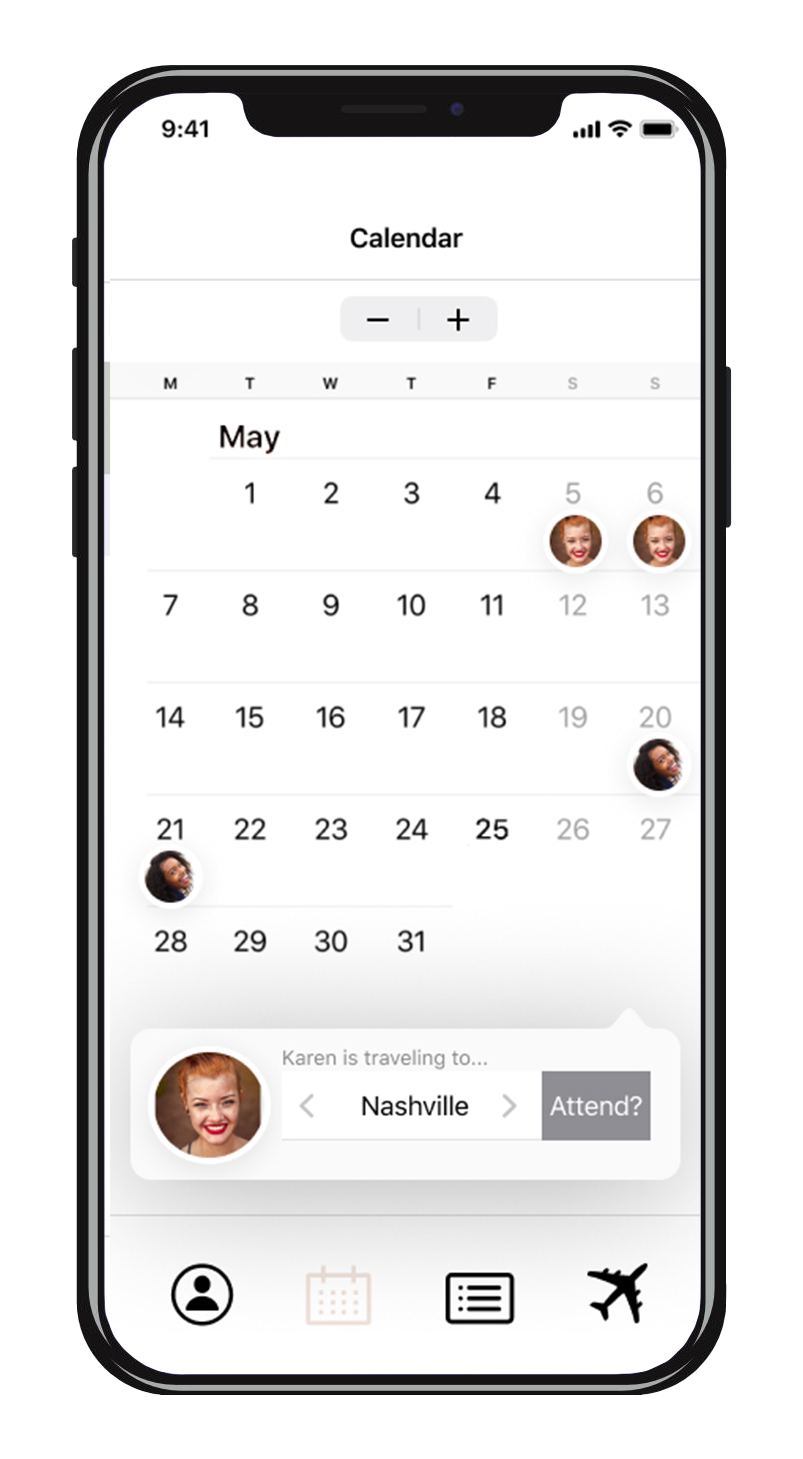 9:41
Calendar
− +
M T W T F S S
May
1 2 3 4 5 6
7 8 9 10 11 12 13
14 15 16 17 18 19 20
21 22 23 24 25 26 27
28 29 30 31
Karen is traveling to...
< Nashville > Attend?